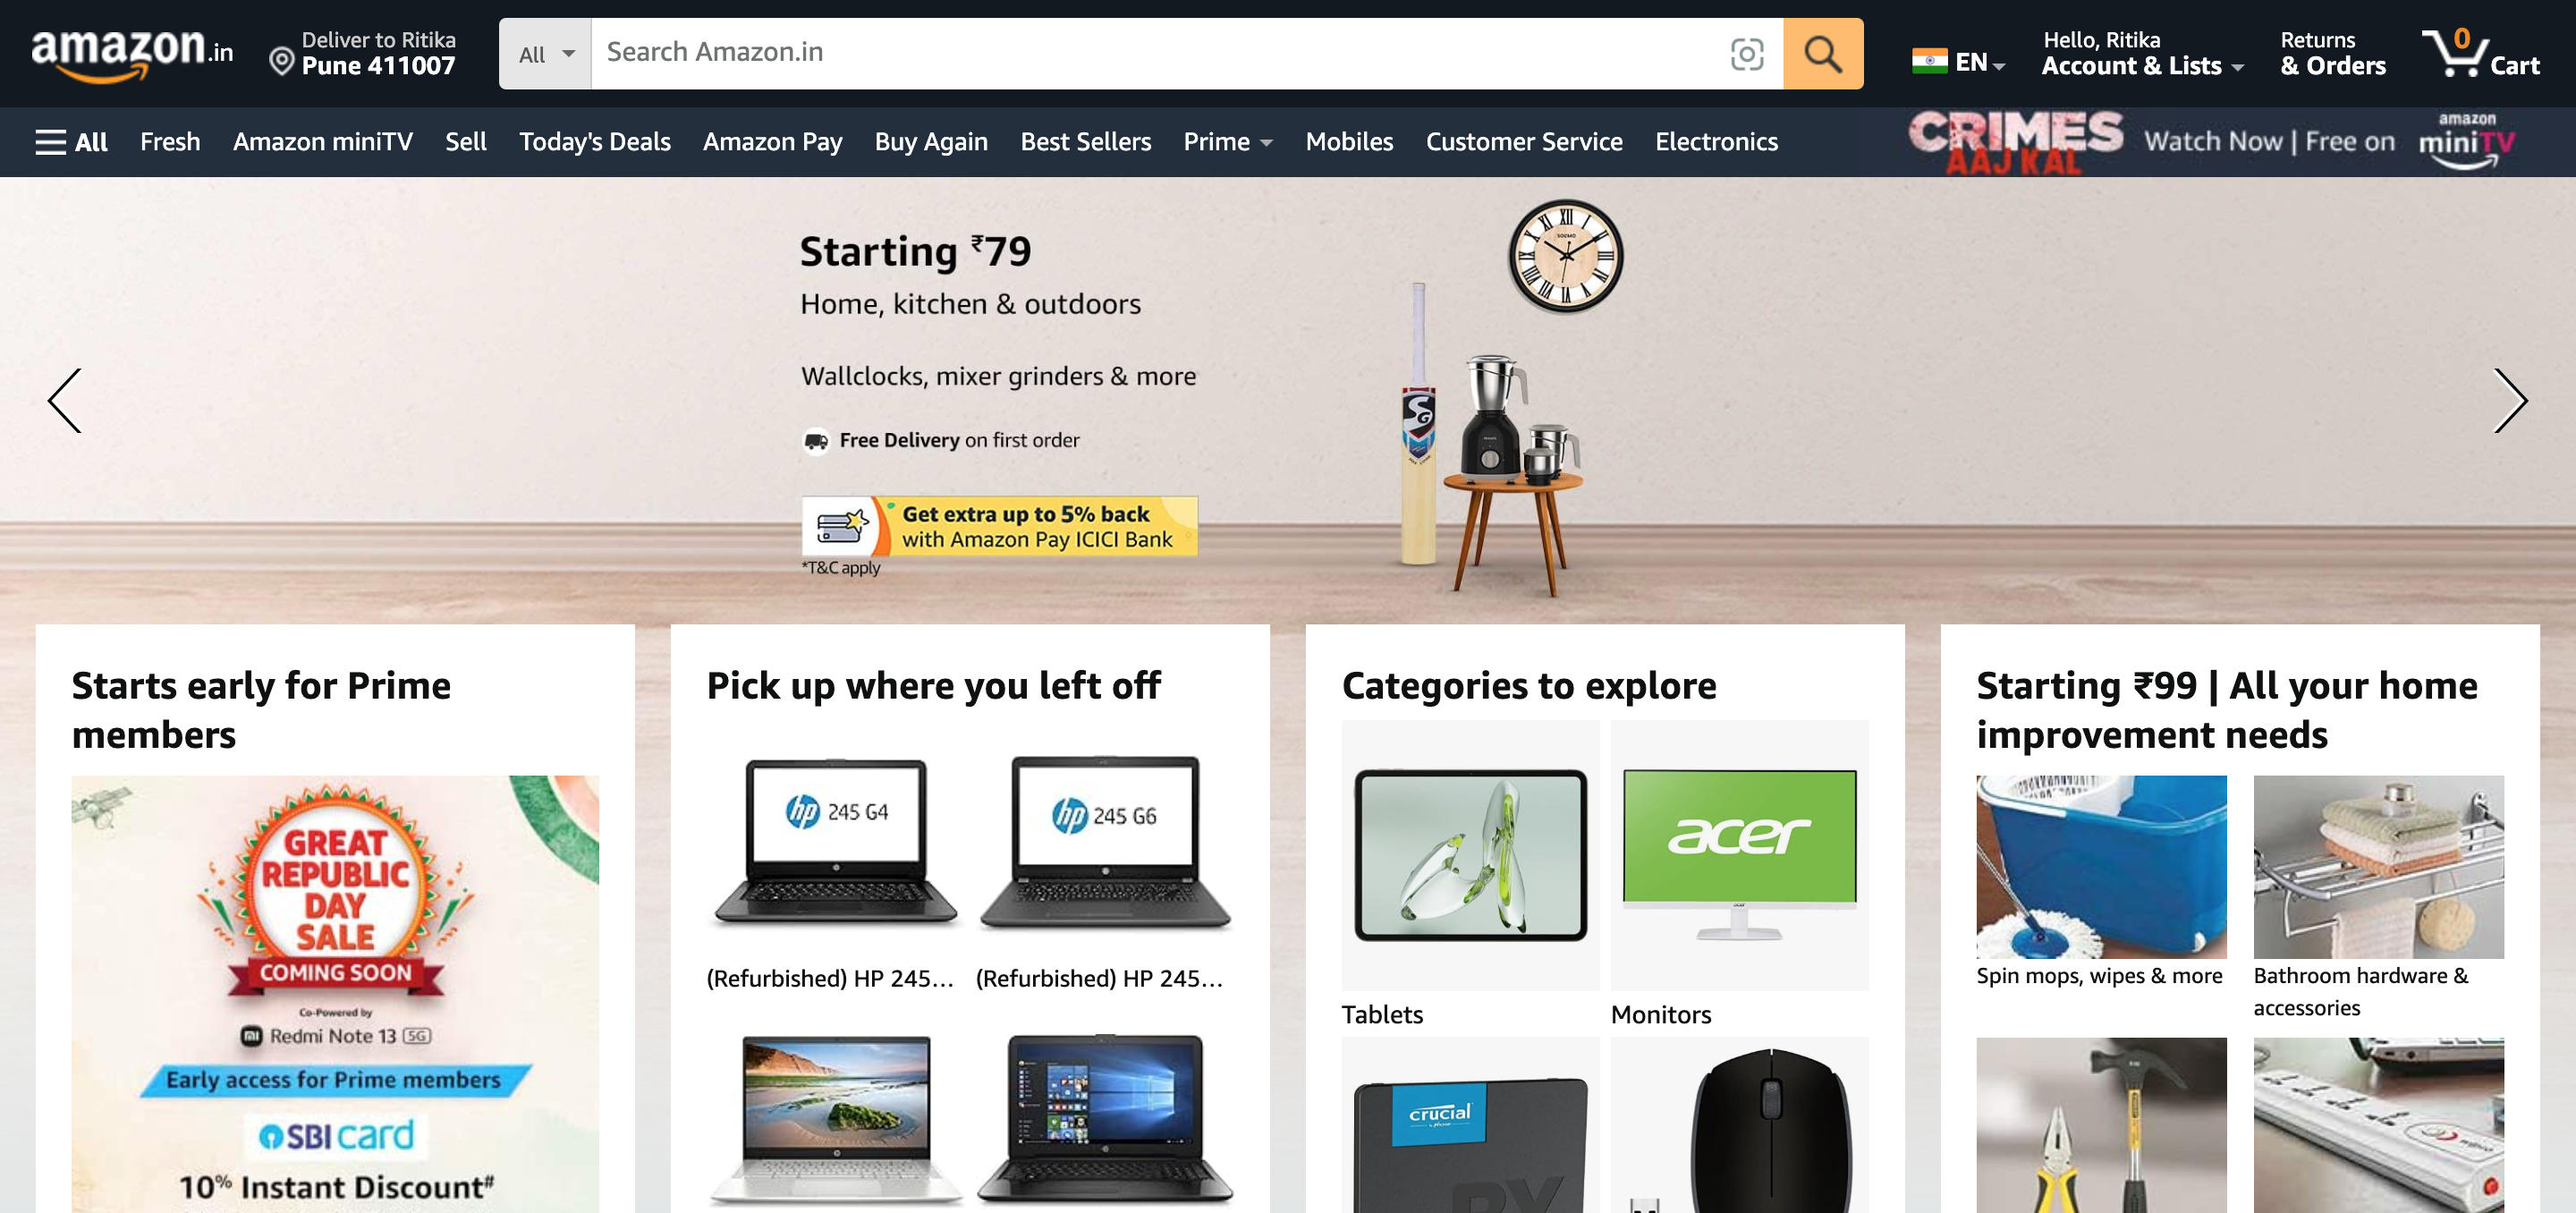 amazon.in
Deliver to Ritika
Pune 411007
All
Search Amazon.in
EN
Hello, Ritika
Account & Lists
Returns
& Orders
0
Cart
All
Fresh
Amazon miniTV
Sell
Today's Deals
Amazon Pay
Buy Again
Best Sellers
Prime
Mobiles
Customer Service
Electronics
CRIMES
AAJ KAL
Watch Now | Free on
amazon
miniTV
Starting ₹79
Home, kitchen & outdoors
Wallclocks, mixer grinders & more
Free Delivery on first order
Get extra up to 5% back
with Amazon Pay ICICI Bank
*T&C apply
SG
Starts early for Prime
members
GREAT
REPUBLIC
DAY
SALE
COMING SOON
Co-Powered by
mi Redmi Note 13 5G
Early access for Prime members
SBI card
10% Instant Discount#
Pick up where you left off
hp 245 G4
hp 245 G6
(Refurbished) HP 245...
(Refurbished) HP 245...
Categories to explore
acer
Tablets
Monitors
crucial
BX
Starting ₹99 | All your home
improvement needs
Spin mops, wipes & more
Bathroom hardware &
accessories